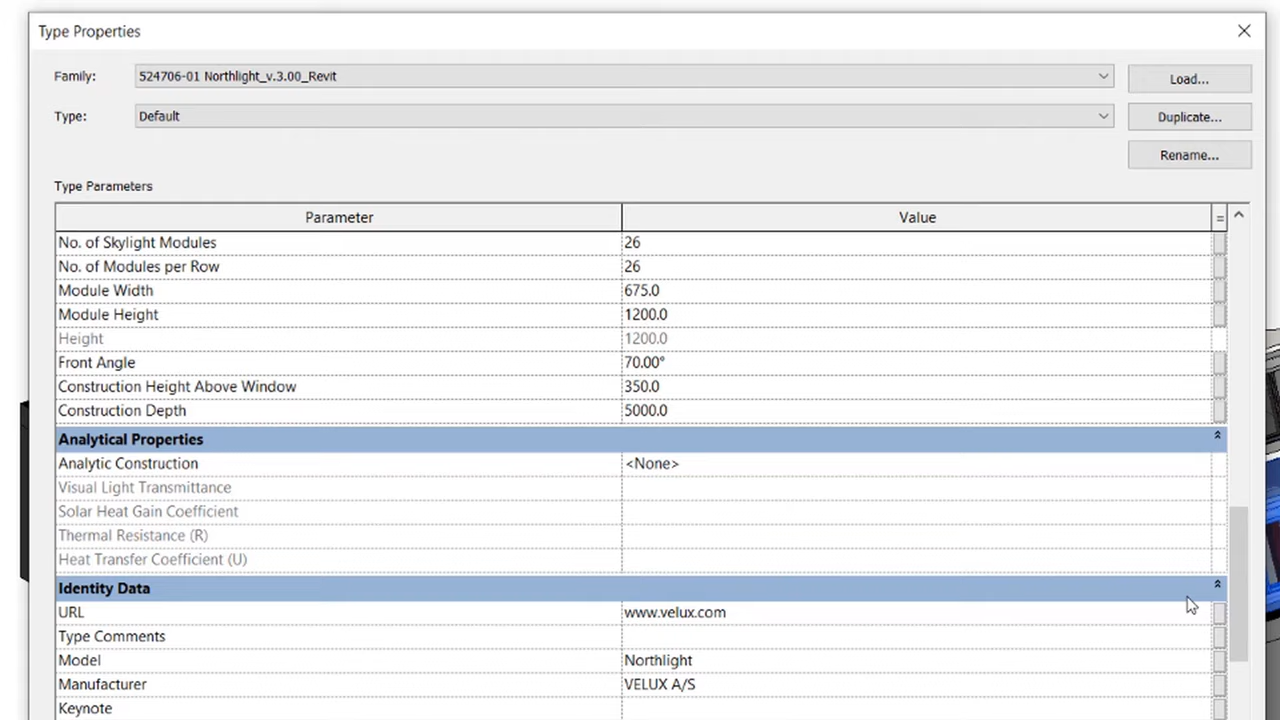 Type Properties
Family: 524706-01 Northlight_v.3.00_Revit Load...
Type: Default Duplicate...
Rename...
Type Parameters
Parameter Value =
No. of Skylight Modules 26
No. of Modules per Row 26
Module Width 675.0
Module Height 1200.0
Height 1200.0
Front Angle 70.00°
Construction Height Above Window 350.0
Construction Depth 5000.0
Analytical Properties
Analytic Construction <None>
Visual Light Transmittance
Solar Heat Gain Coefficient
Thermal Resistance (R)
Heat Transfer Coefficient (U)
Identity Data
URL www.velux.com
Type Comments
Model Northlight
Manufacturer VELUX A/S
Keynote